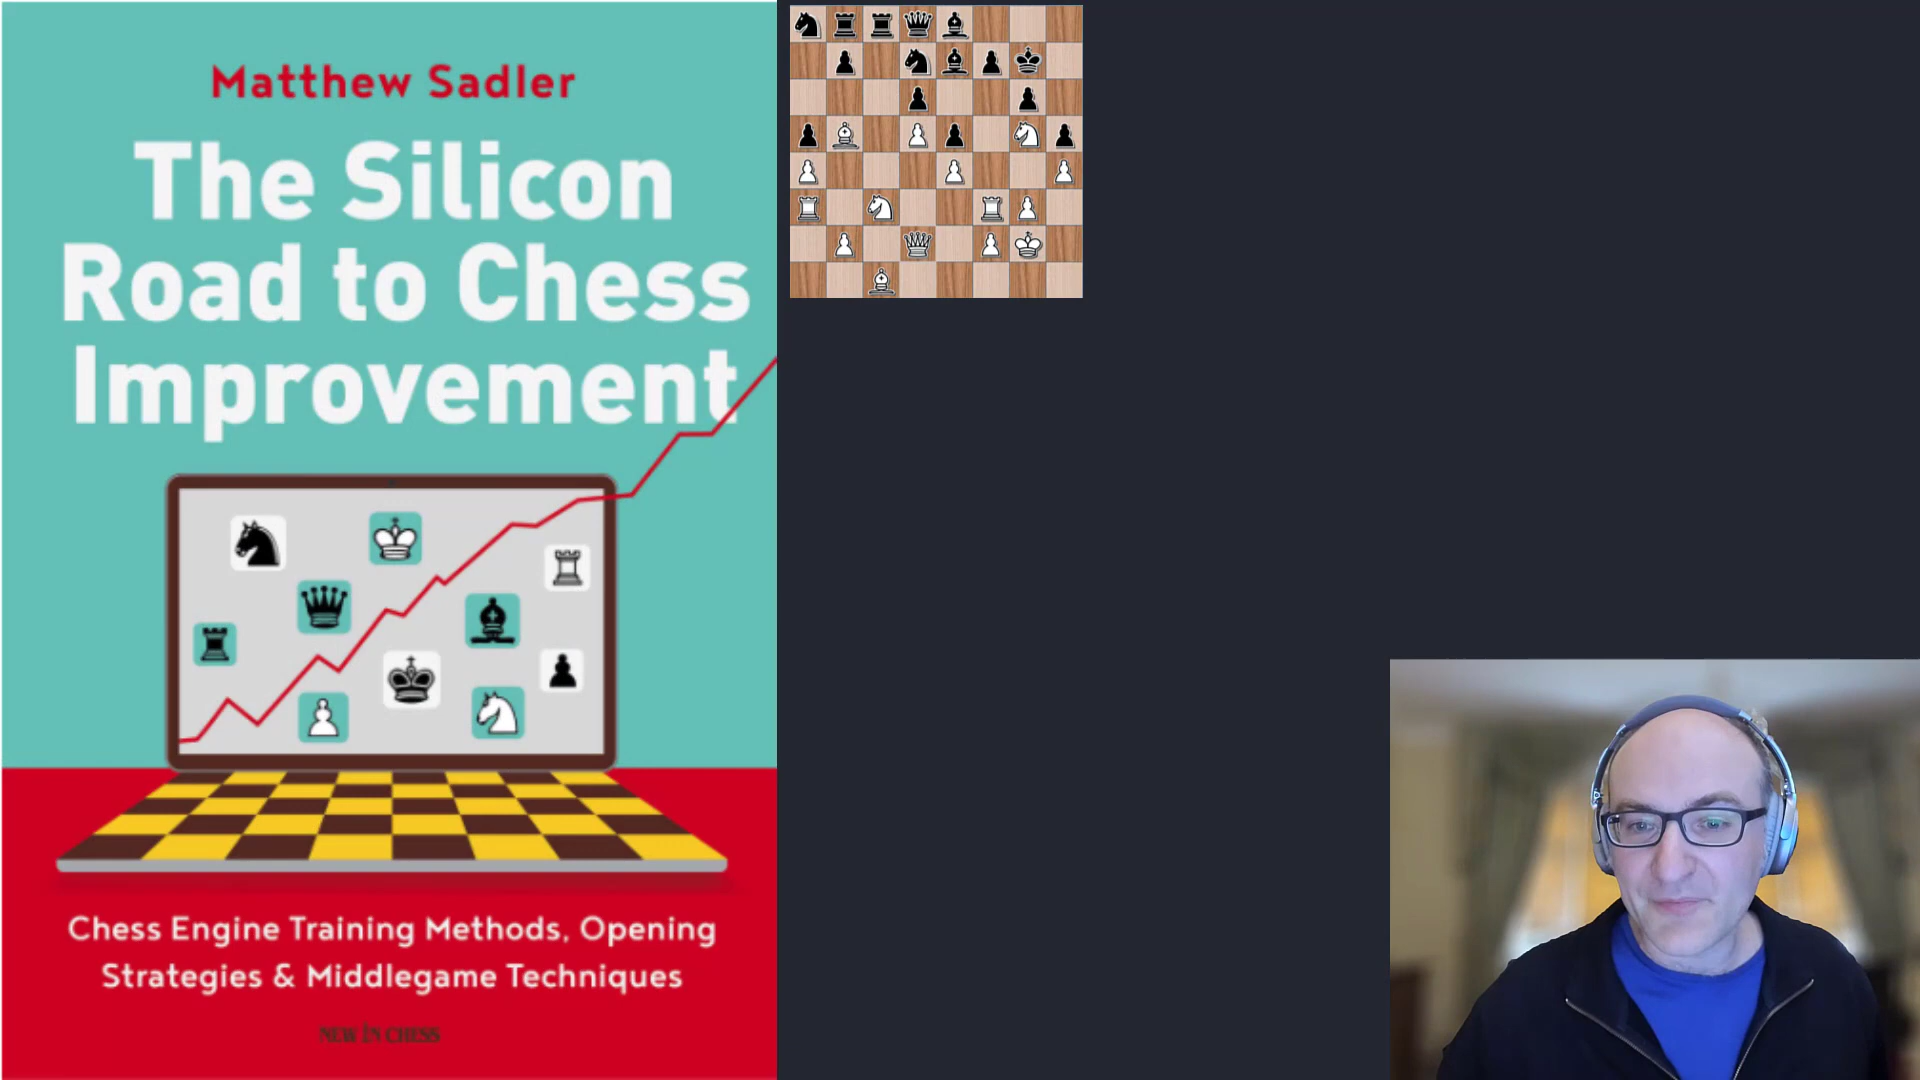 Matthew Sadler
The Silicon
Road to Chess
Improvement
Chess Engine Training Methods, Opening
Strategies & Middlegame Techniques
NEW IN CHESS